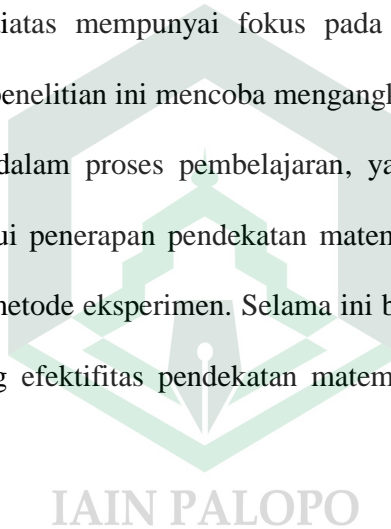 iatas mempunyai fokus pada
penelitian ini mencoba mengangk
dalam proses pembelajaran, ya
ui penerapan pendekatan matem
metode eksperimen. Selama ini b
g efektifitas pendekatan matem
IAIN PALOPO